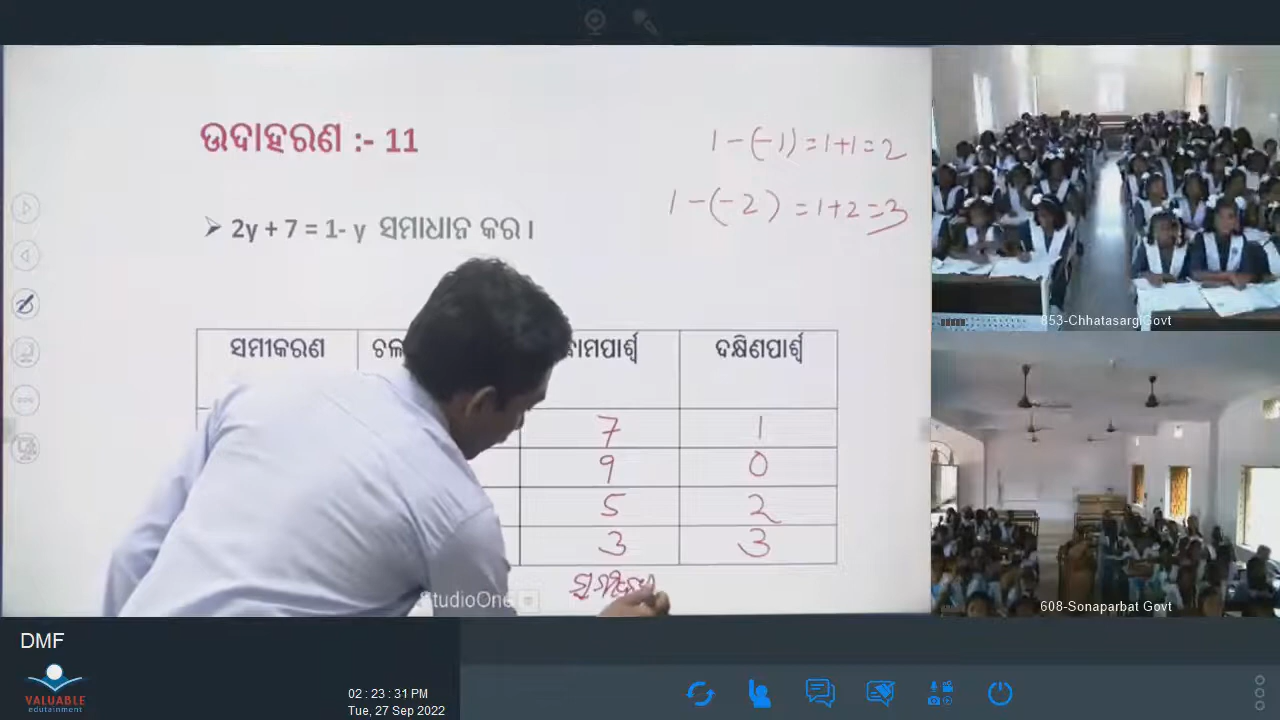 ଉଦାହରଣ :- 11
1-(-1)=1+1=2
1-(-2)=1+2=3
➢ 2y + 7 = 1- y ସମାଧାନ କର ।
ସମୀକରଣ ଦକ୍ଷିଣପାର୍ଶ୍ୱ
7 1
9 0
5 2
3 3
StudioOne
853-Chhatasargi Govt
608-Sonaparbat Govt
DMF
VALUABLE
edutainment
02 : 23 : 31 PM
Tue, 27 Sep 2022